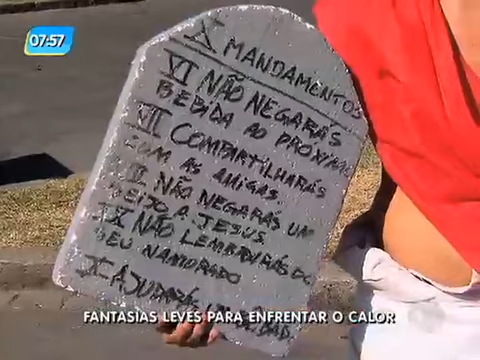 07:57
X MANDAMENTOS
VI NÃO NEGARÁS
BEBIDA AO PRÓXIMO
VII COMPARTILHARÁS
COM AS AMIGAS
VIII NÃO NEGARÁS UM
BEIJO A JESUS
IX NÃO LEMBRARÁS DO
SEU NAMORADO
X AJUDARÁS
FANTASIAS LEVES PARA ENFRENTAR O CALOR